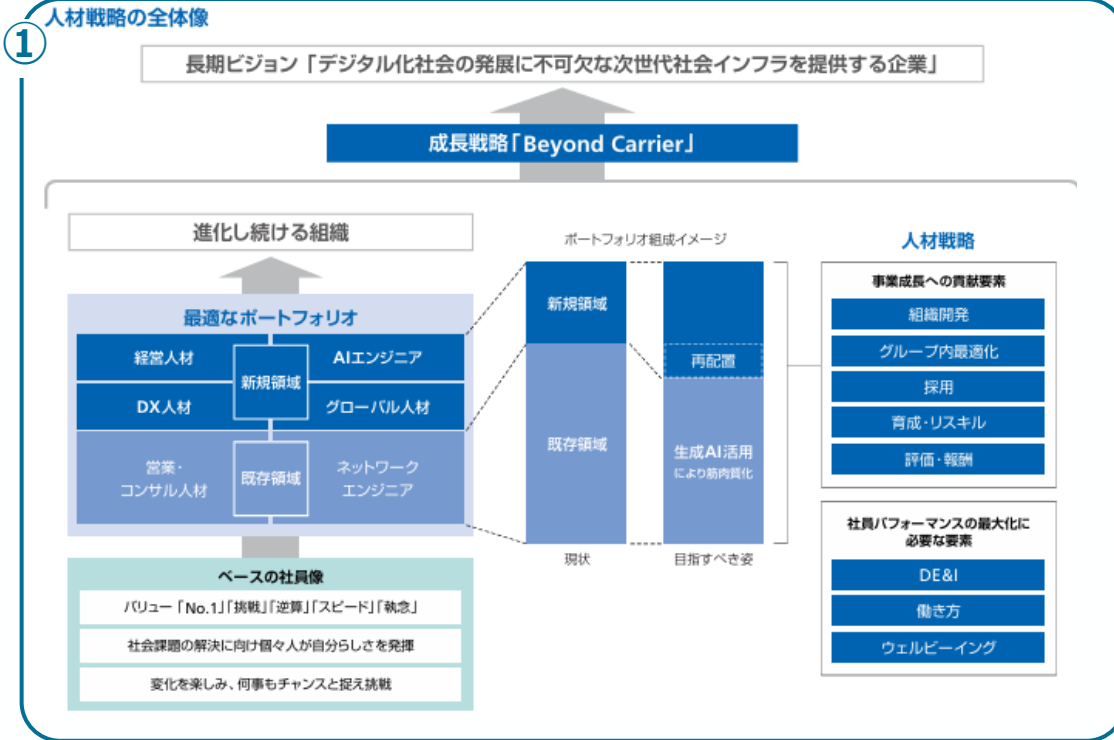 人材戦略の全体像
①
長期ビジョン「デジタル化社会の発展に不可欠な次世代社会インフラを提供する企業」
成長戦略「Beyond Carrier」
進化し続ける組織
最適なポートフォリオ
経営人材
AIエンジニア
新規領域
DX人材
グローバル人材
営業・
コンサル人材
既存領域
ネットワーク
エンジニア
ベースの社員像
バリュー「No.1」「挑戦」「逆算」「スピード」「執念」
社会課題の解決に向け個々人が自分らしさを発揮
変化を楽しみ、何事もチャンスと捉え挑戦
ポートフォリオ組成イメージ
新規領域
再配置
既存領域
生成AI活用
により筋肉質化
現状
目指すべき姿
人材戦略
事業成長への貢献要素
組織開発
グループ内最適化
採用
育成・リスキル
評価・報酬
社員パフォーマンスの最大化に
必要な要素
DE&I
働き方
ウェルビーイング